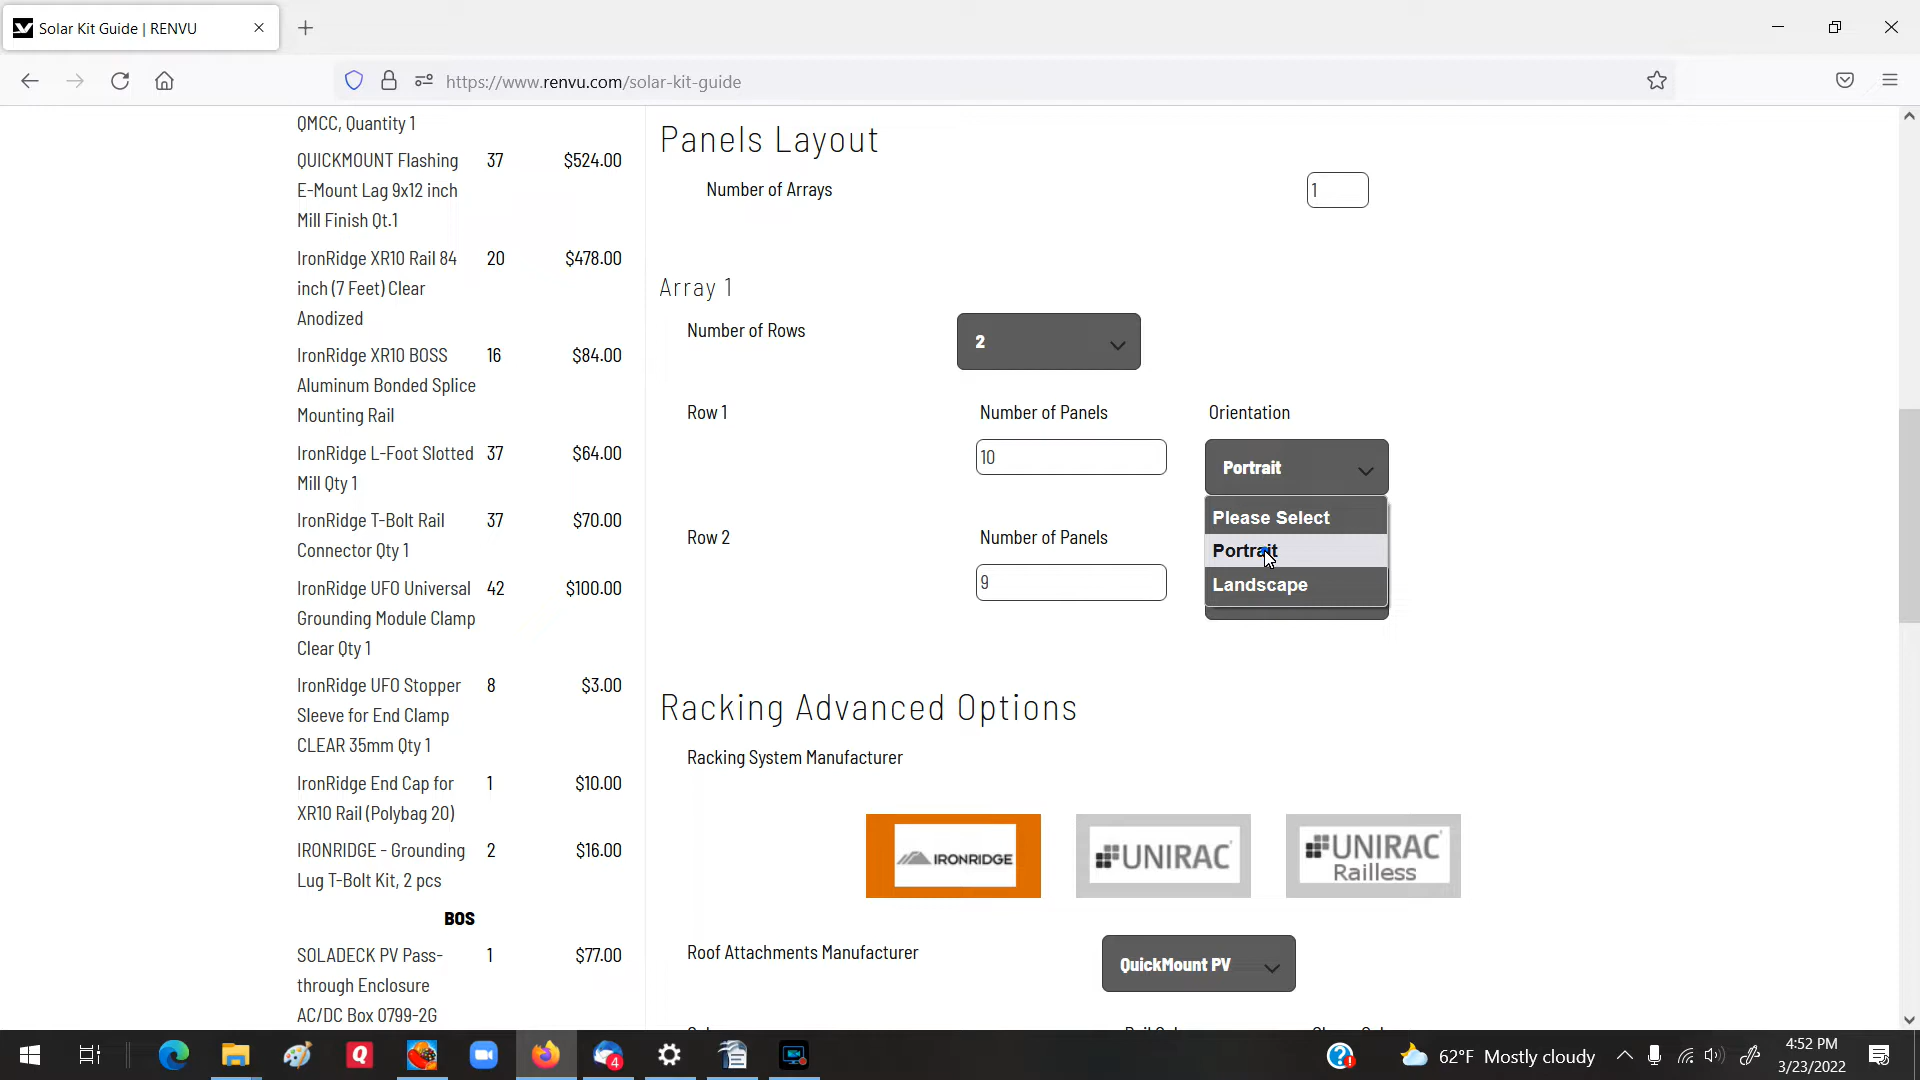 Solar Kit Guide | RENVU
https://www.renvu.com/solar-kit-guide
QMCC, Quantity 1
QUICKMOUNT Flashing 37 $524.00
E-Mount Lag 9x12 inch
Mill Finish Qt.1
IronRidge XR10 Rail 84 20 $478.00
inch (7 Feet) Clear
Anodized
IronRidge XR10 BOSS 16 $84.00
Aluminum Bonded Splice
Mounting Rail
IronRidge L-Foot Slotted 37 $64.00
Mill Qty 1
IronRidge T-Bolt Rail 37 $70.00
Connector Qty 1
IronRidge UFO Universal 42 $100.00
Grounding Module Clamp
Clear Qty 1
IronRidge UFO Stopper 8 $3.00
Sleeve for End Clamp
CLEAR 35mm Qty 1
IronRidge End Cap for 1 $10.00
XR10 Rail (Polybag 20)
IRONRIDGE - Grounding 2 $16.00
Lug T-Bolt Kit, 2 pcs
BOS
SOLADECK PV Pass- 1 $77.00
through Enclosure
AC/DC Box 0799-2G
Panels Layout
Number of Arrays 1
Array 1
Number of Rows 2
Row 1 Number of Panels Orientation
10 Portrait
Please Select
Portrait
Landscape
Row 2 Number of Panels
9
Racking Advanced Options
Racking System Manufacturer
IRONRIDGE UNIRAC UNIRAC
Railless
Roof Attachments Manufacturer QuickMount PV
4
62°F Mostly cloudy
4:52 PM
3/23/2022